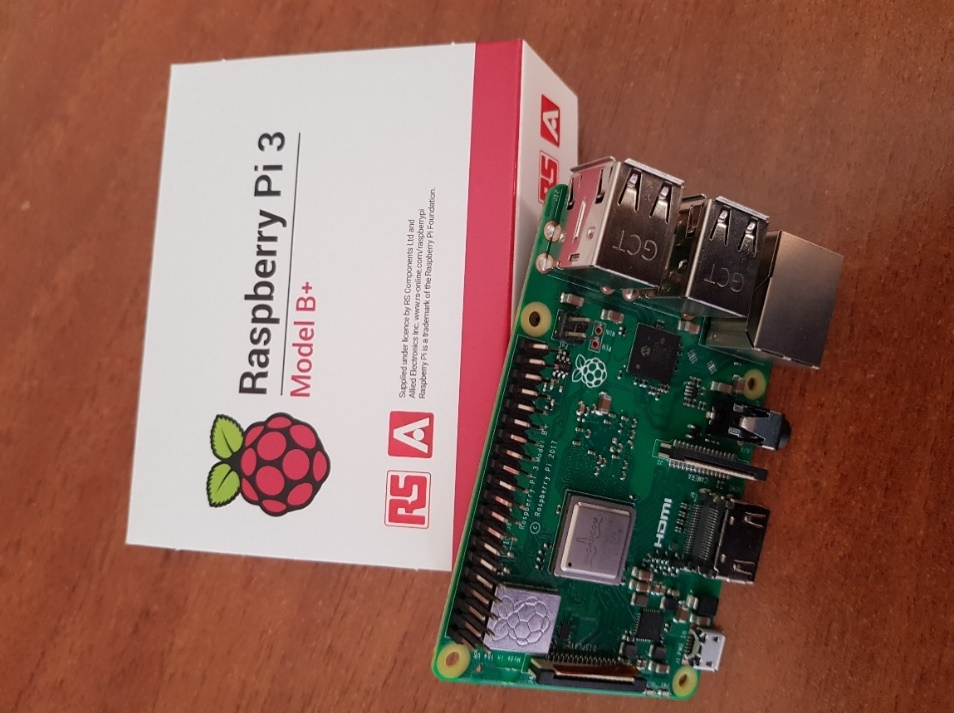 Raspberry Pi 3
Model B+
Supplied under licence by RS Components Ltd and
Allied Electronics Inc. www.rs-online.com/raspberrypi
Raspberry Pi is a trademark of the Raspberry Pi Foundation.
RS A
RS A
GCT
GCT
Raspberry Pi 3 Model
© Raspberry Pi 2017
HDMI
CAMERA
DISPLAY